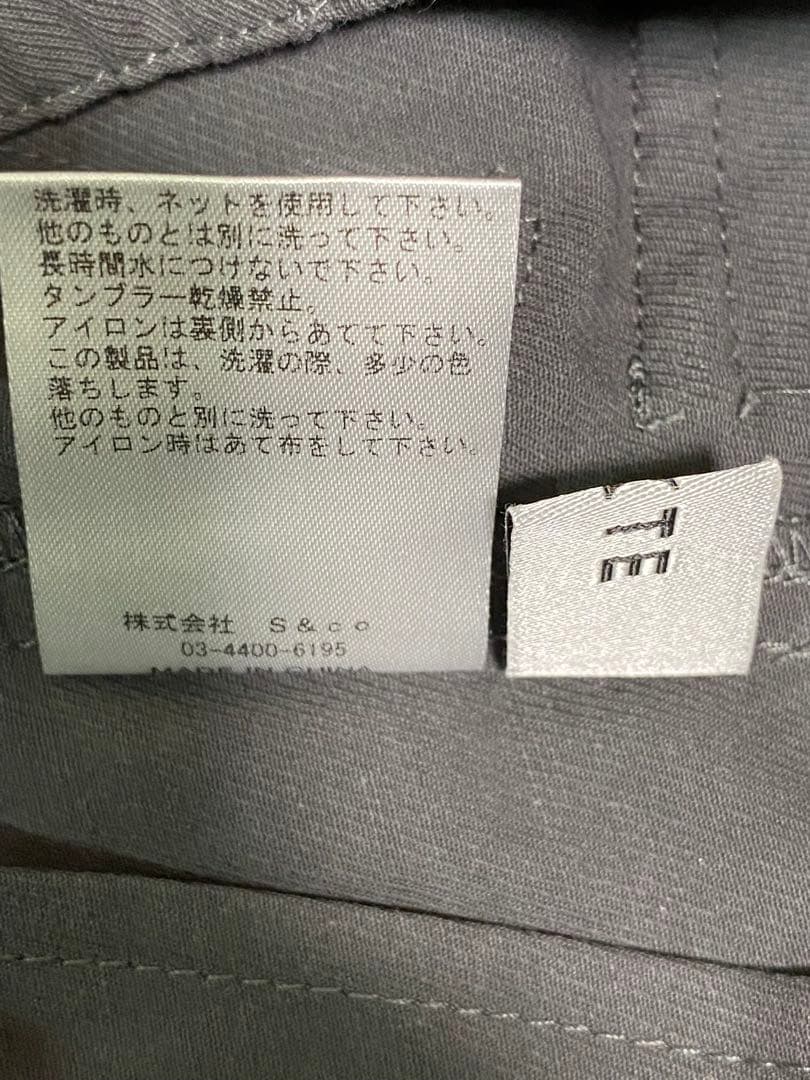 洗濯時、ネットを使用して下さい。
他のものとは別に洗って下さい。
長時間水につけないで下さい。
タンブラー乾燥禁止。
アイロンは裏側からあてて下さい。
この製品は、洗濯の際、多少の色
落ちします。
他のものと別に洗って下さい。
アイロン時はあて布をして下さい。
株式会社 S&co
03-4400-6195
MADE IN CHINA
TE